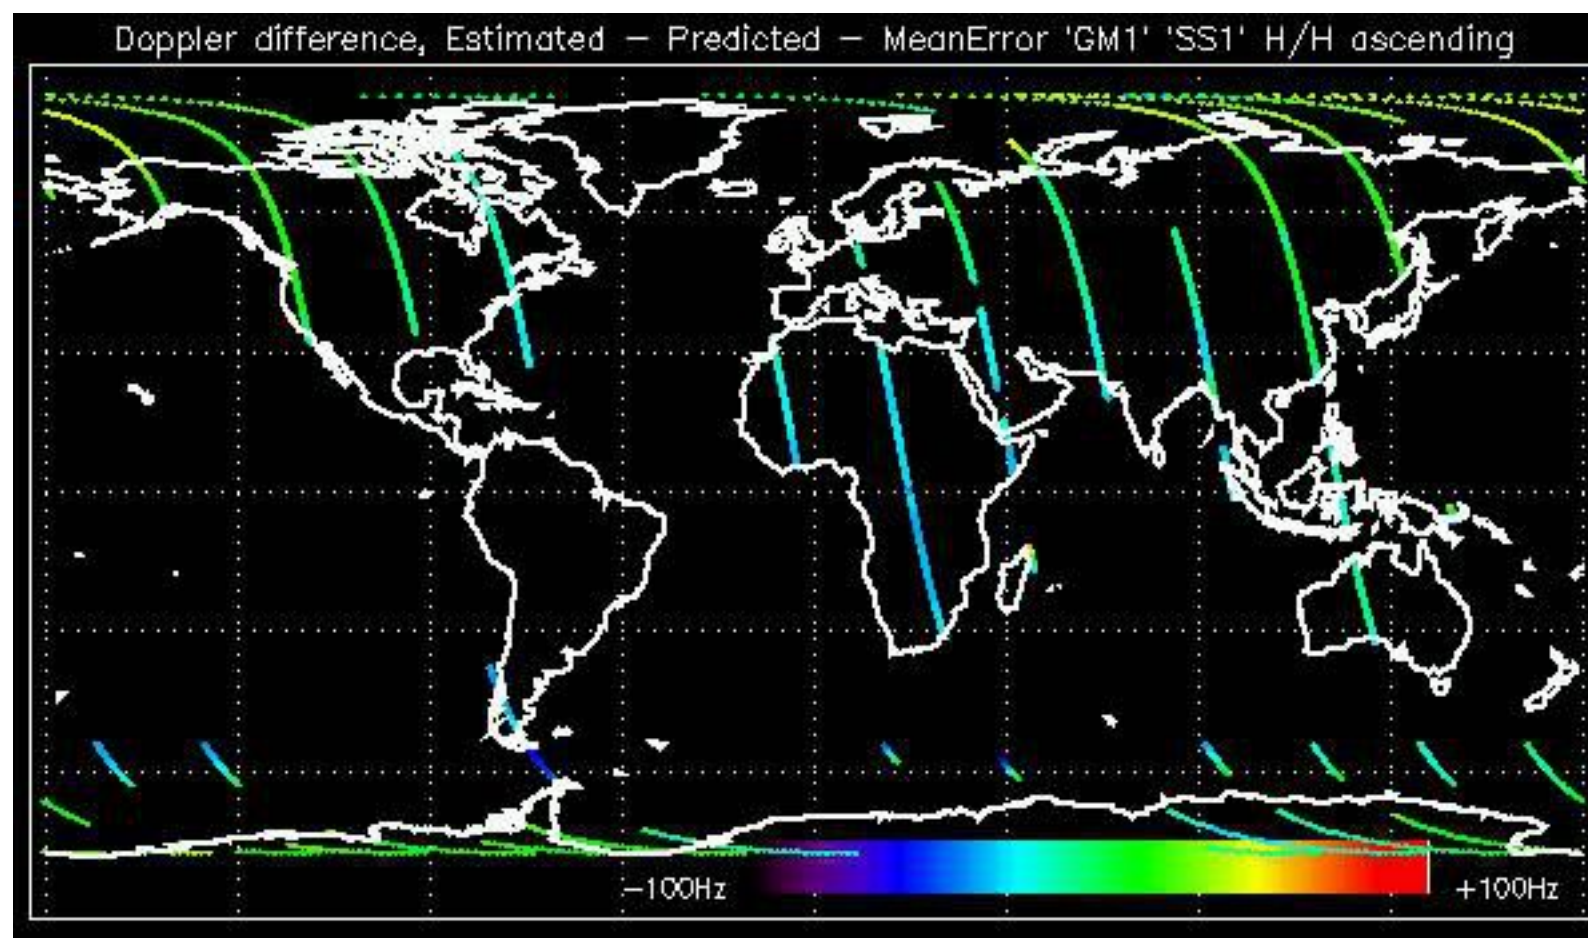 Doppler difference, Estimated – Predicted – MeanError 'GM1' 'SS1' H/H ascending
–100Hz
+100Hz